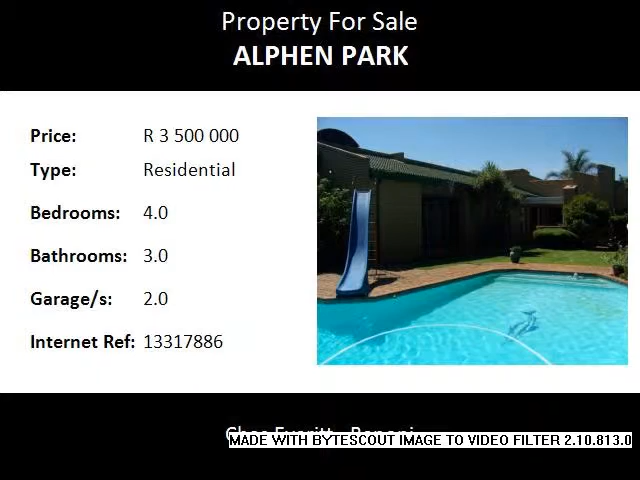 Property For Sale
ALPHEN PARK
Price: R 3 500 000
Type: Residential
Bedrooms: 4.0
Bathrooms: 3.0
Garage/s: 2.0
Internet Ref: 13317886
MADE WITH BYTESCOUT IMAGE TO VIDEO FILTER 2.10.813.0